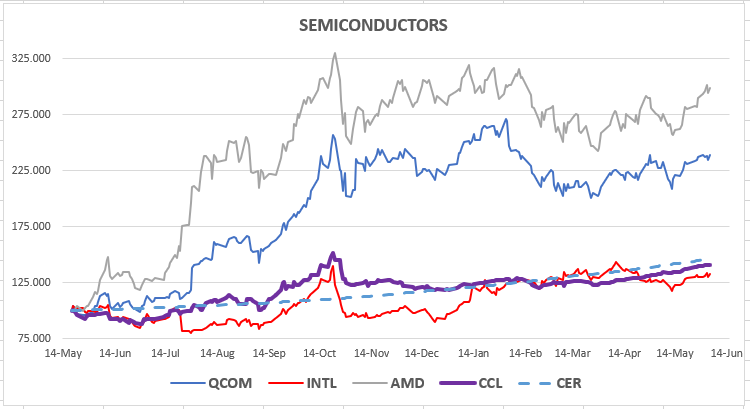 SEMICONDUCTORS
325.000
275.000
225.000
175.000
125.000
75.000
14-May 14-Jun 14-Jul 14-Aug 14-Sep 14-Oct 14-Nov 14-Dec 14-Jan 14-Feb 14-Mar 14-Apr 14-May 14-Jun
QCOM INTL AMD CCL CER